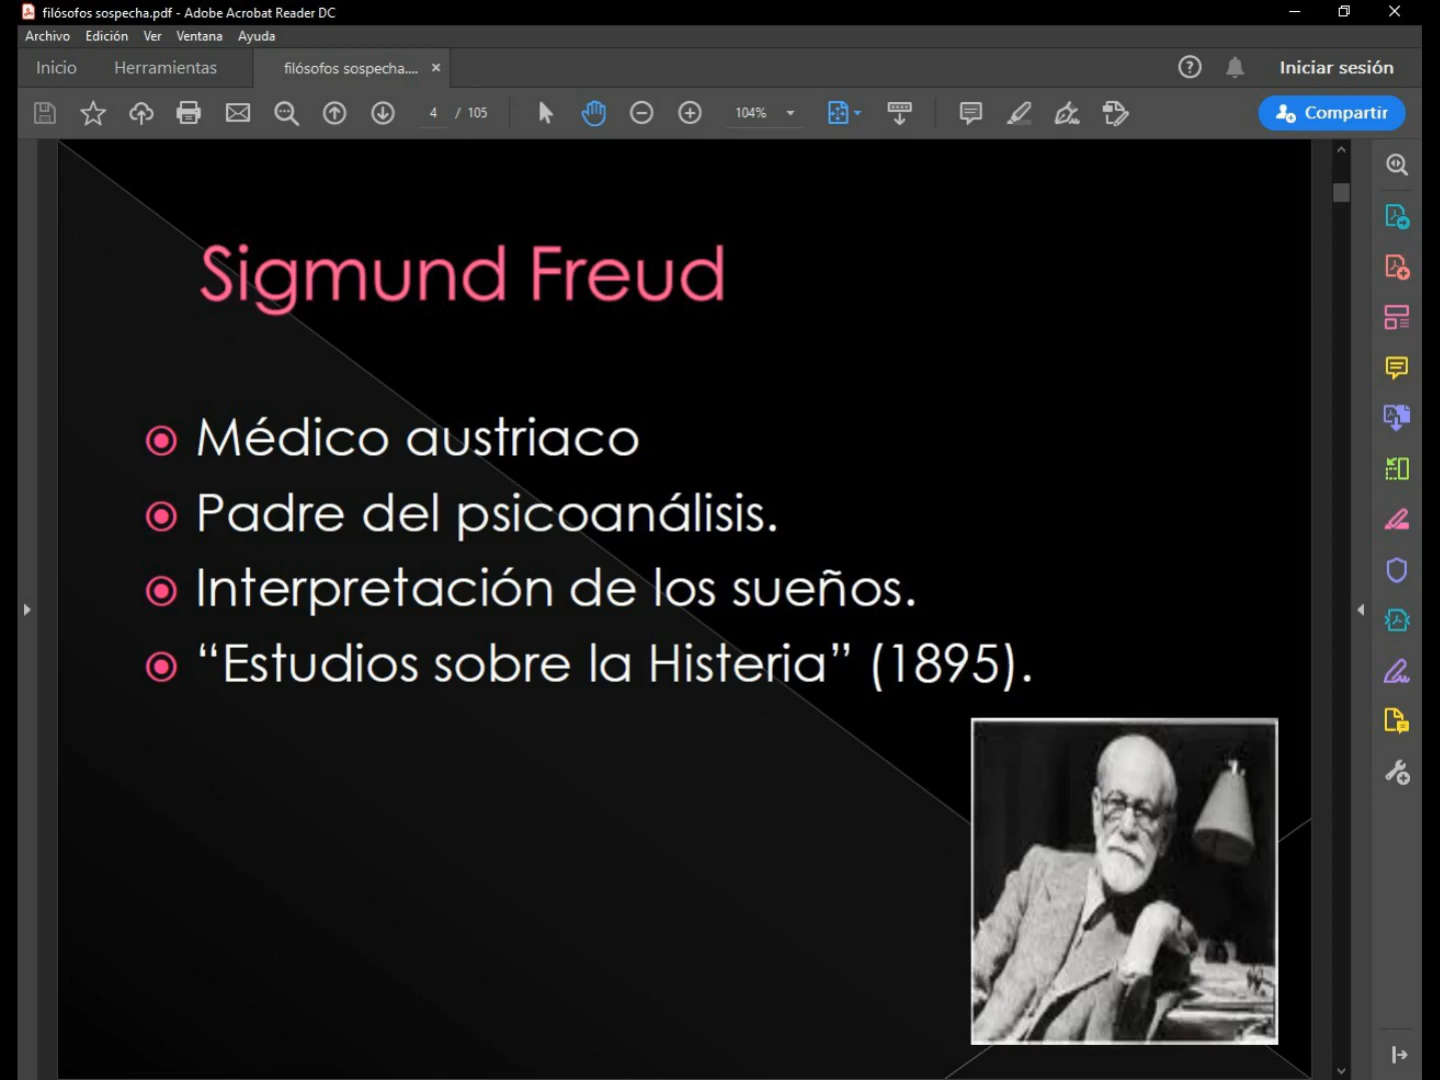 filósofos sospecha.pdf - Adobe Acrobat Reader DC
Archivo Edición Ver Ventana Ayuda
Inicio Herramientas filósofos sospecha.... × Iniciar sesión
4 / 105 104% Compartir
Sigmund Freud
Médico austriaco
Padre del psicoanálisis.
Interpretación de los sueños.
“Estudios sobre la Histeria” (1895).